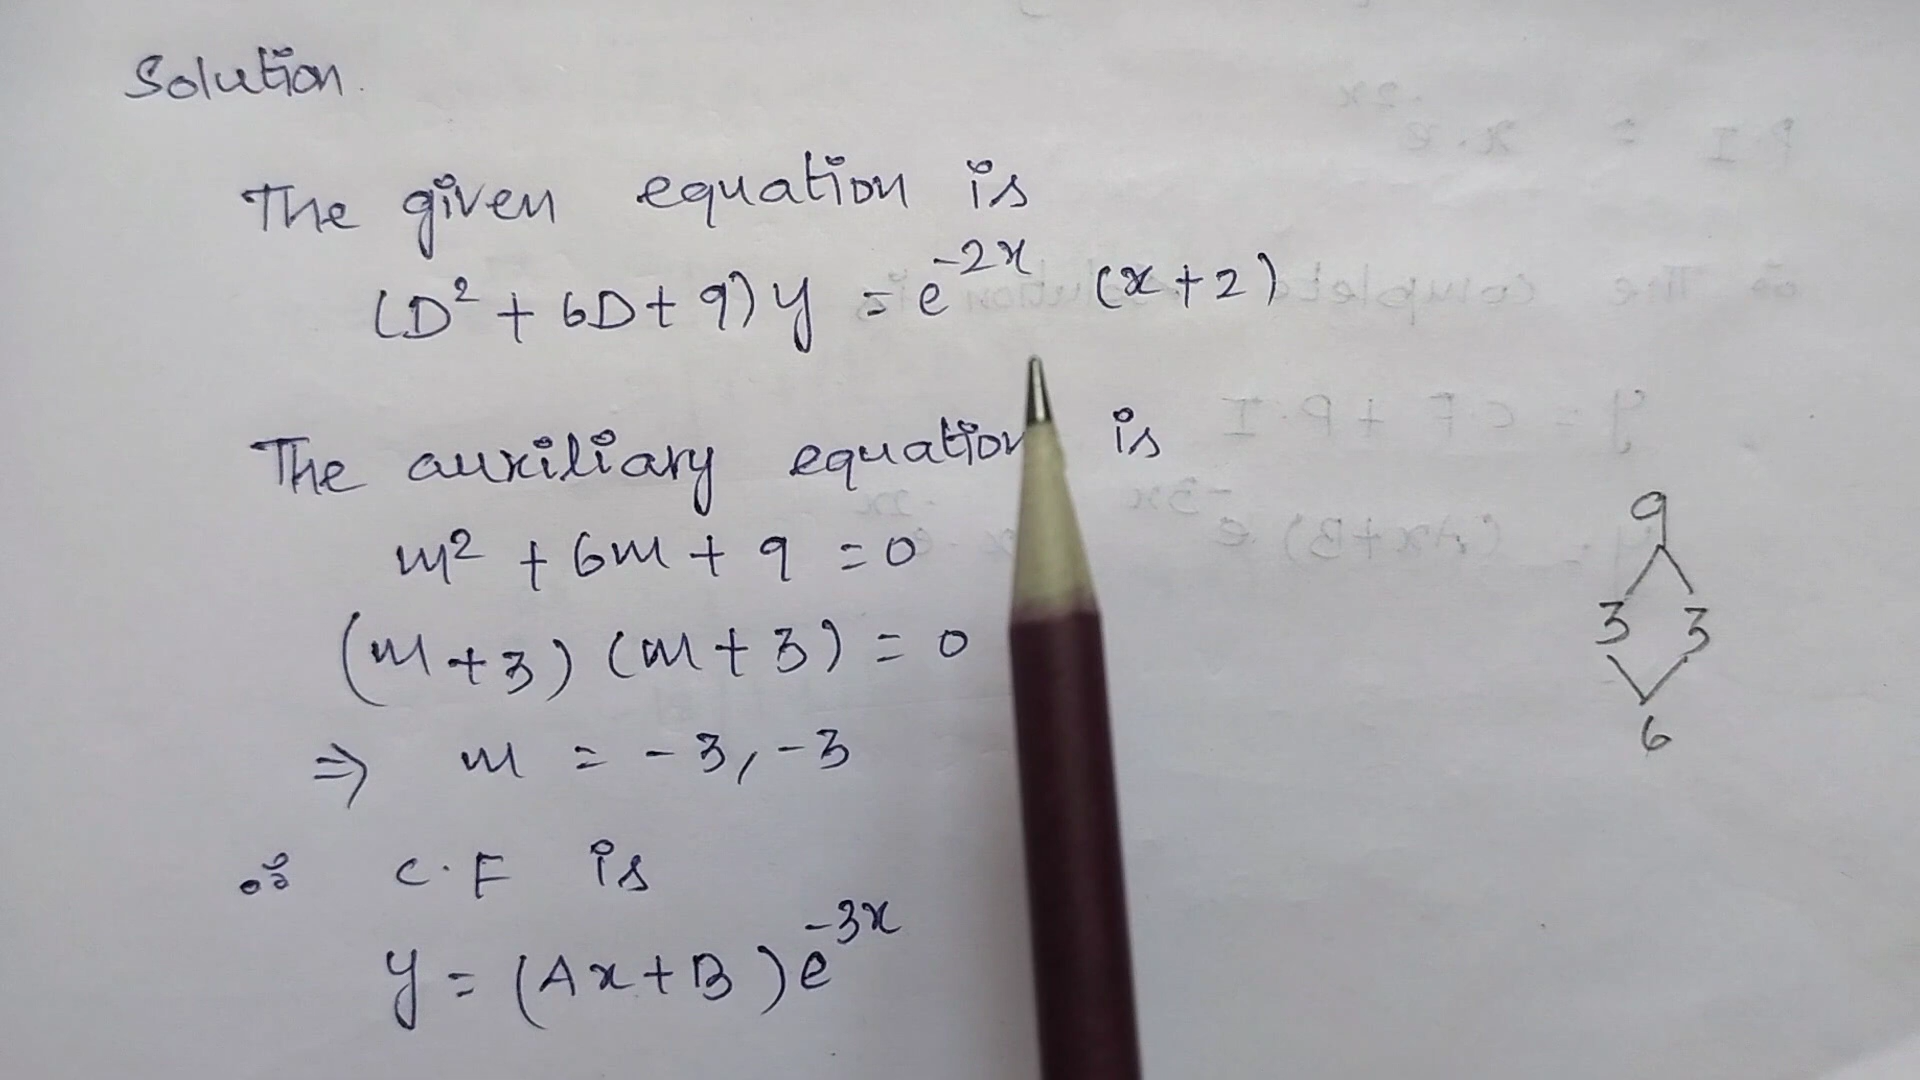 Solution.
The given equation is
(D² + 6D + 9) y = e^{-2x} (x + 2)
The auxiliary equation is
m² + 6m + 9 = 0
(m + 3) (m + 3) = 0
⇒ m = -3, -3
∴ C.F is
y = (Ax + B) e^{-3x}
9
3 3
6